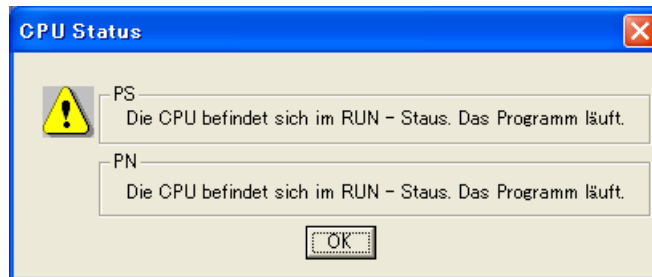 CPU Status
PS
Die CPU befindet sich im RUN - Staus. Das Programm läuft.
PN
Die CPU befindet sich im RUN - Staus. Das Programm läuft.
OK